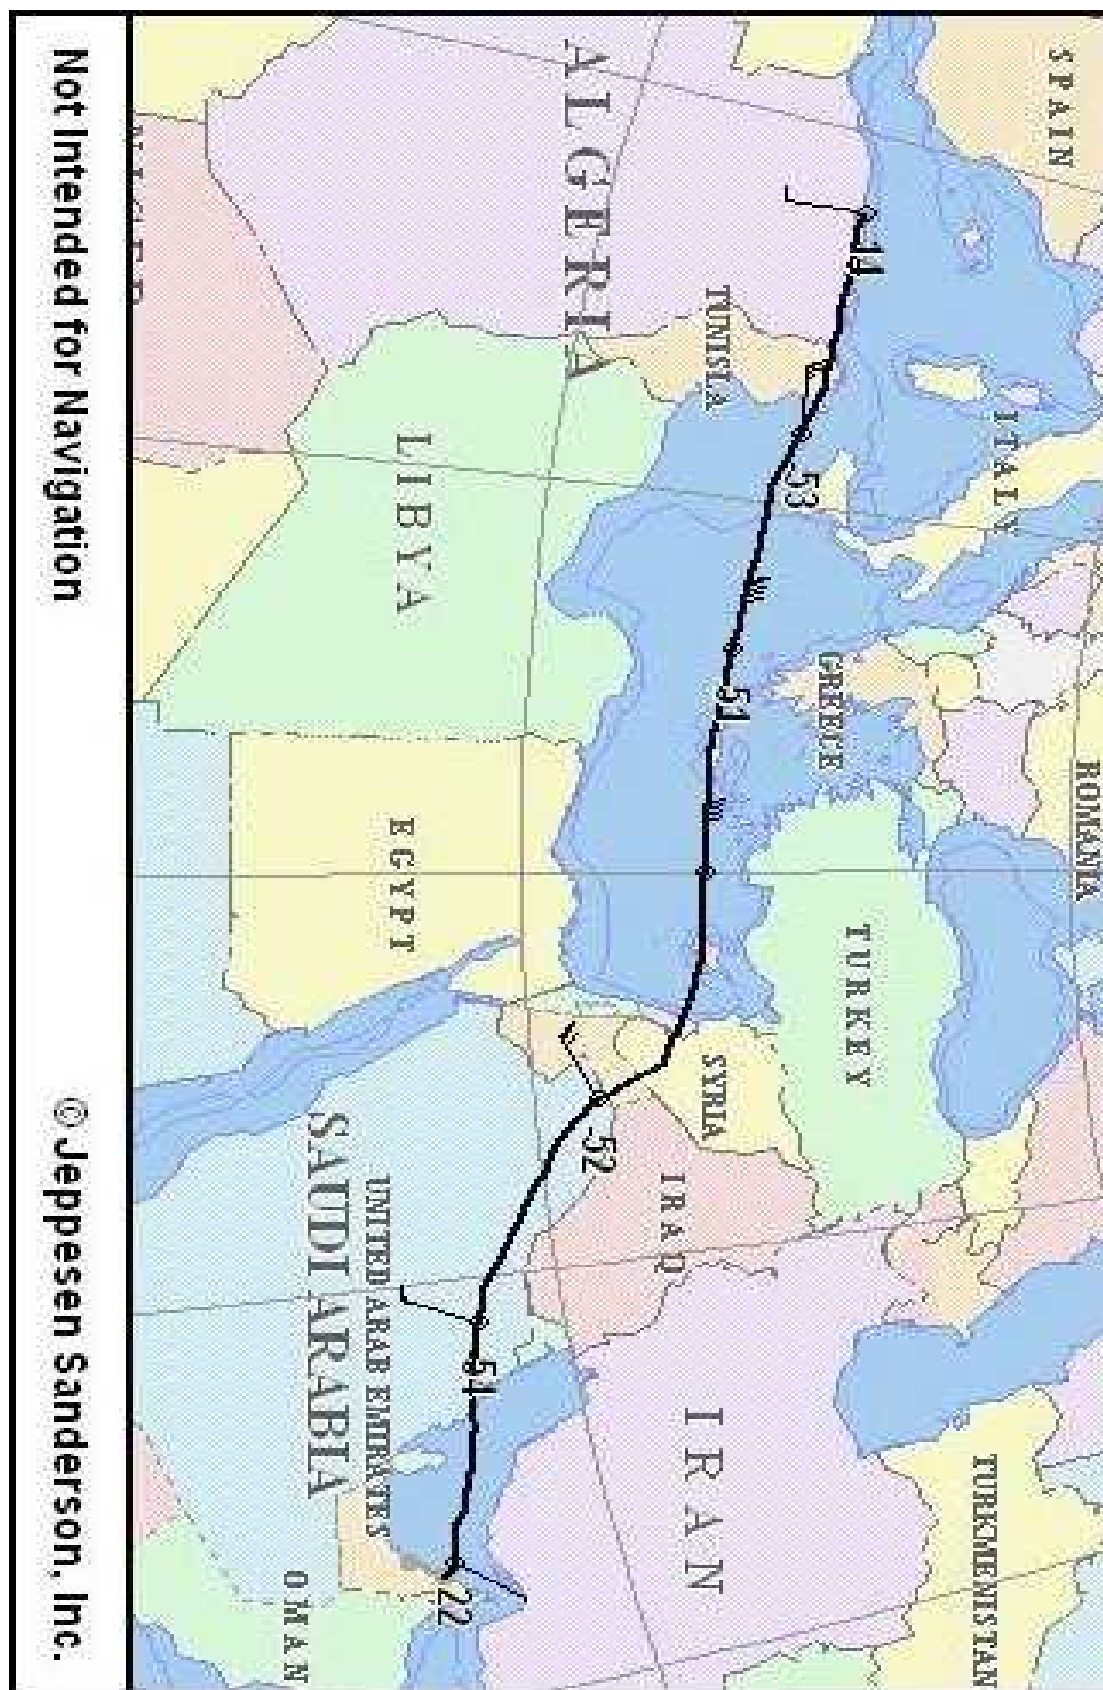 SPAIN
ALGERIA
TUNISIA
ITALY
LIBYA
GREECE
ROMANIA
EGYPT
TURKEY
SYRIA
IRAQ
SAUDI ARABIA
UNITED ARAB EMIRATES
IRAN
TURKMENISTAN
OMAN
-53
-51
-52
-54
-22
Not Intended for Navigation
© Jeppesen Sanderson, Inc.